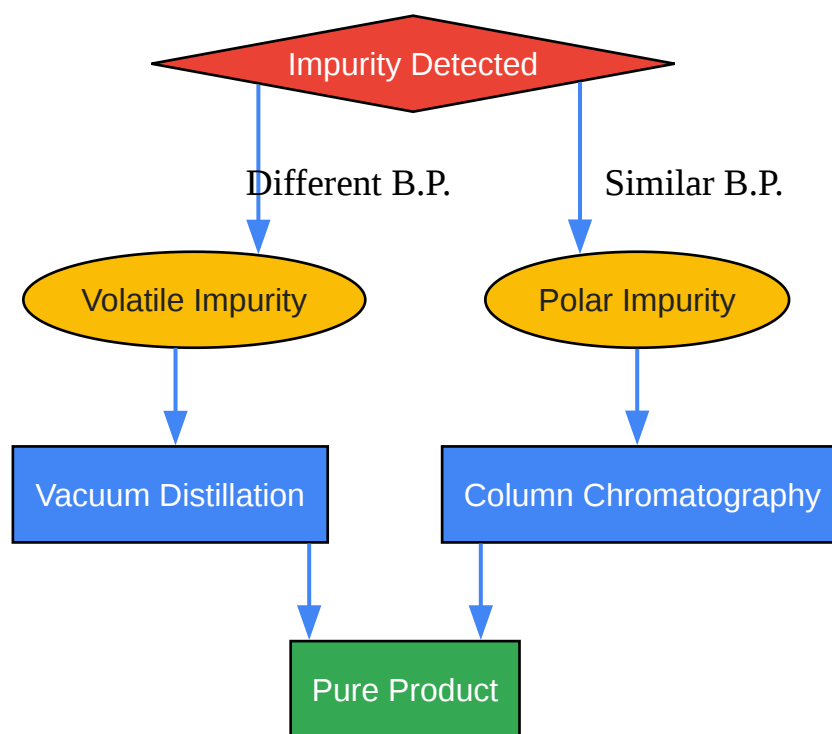 Impurity Detected
Different B.P.
Similar B.P.
Volatile Impurity
Polar Impurity
Vacuum Distillation
Column Chromatography
Pure Product